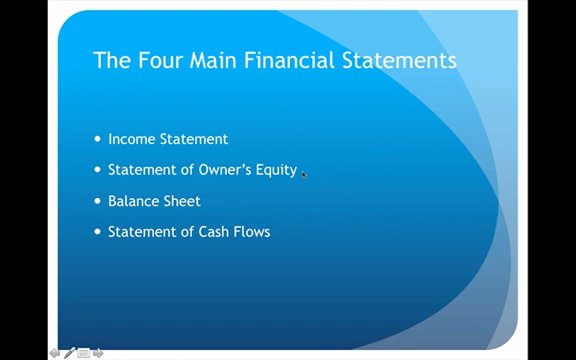 The Four Main Financial Statements
Income Statement
Statement of Owner's Equity
Balance Sheet
Statement of Cash Flows